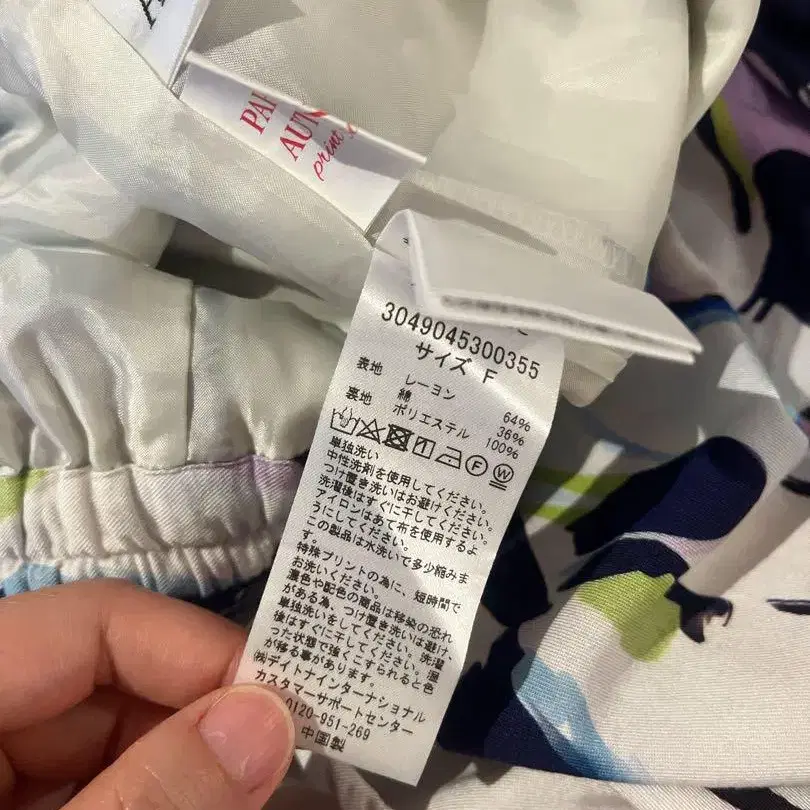 PAR
AUN
print
3049045300355
サイズ F
表地 レーヨン 64%
綿 36%
裏地 ポリエステル 100%
単独洗い
中性洗剤を使用してください。
つけ置き洗いはお避けください。
洗濯後はすぐに干してください。
アイロンはあて布を使用するよ
うにしてください。
この製品は水洗いで多少縮みま
す。
特殊プリントの為に、短時間で
お洗いください。
濃色や配色の商品は移染の恐れ
がある為、つけ置き洗いは避け、
単独洗いをしてください。洗濯
後はすぐに干してください。湿
った状態で強くこすられると色
が移る事があります。
㈱デイトナインターナショナル
カスタマーサポートセンター
0120-951-269
中国製